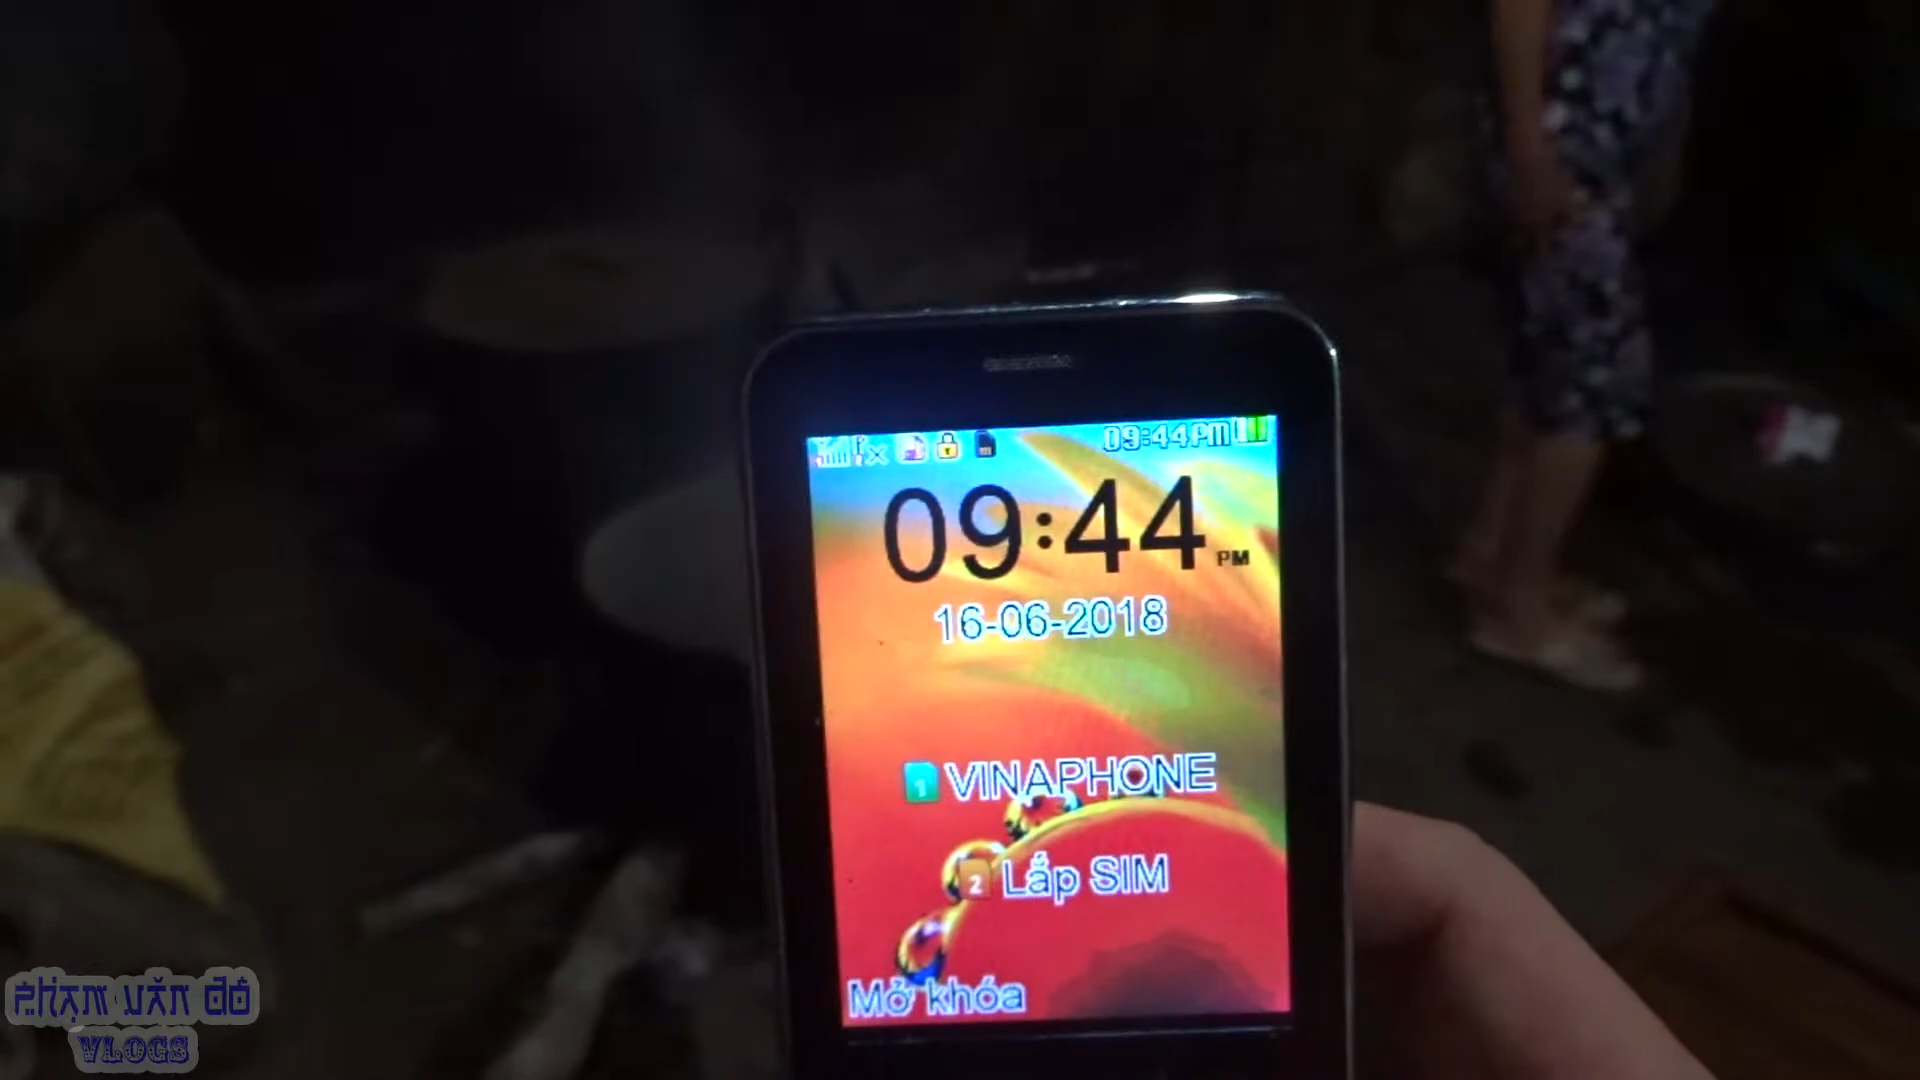 09:44PM
09:44 PM
16-06-2018
1 VINAPHONE
2 Lắp SIM
Mở khóa
PHẠM VĂN ĐÔ
VLOGS